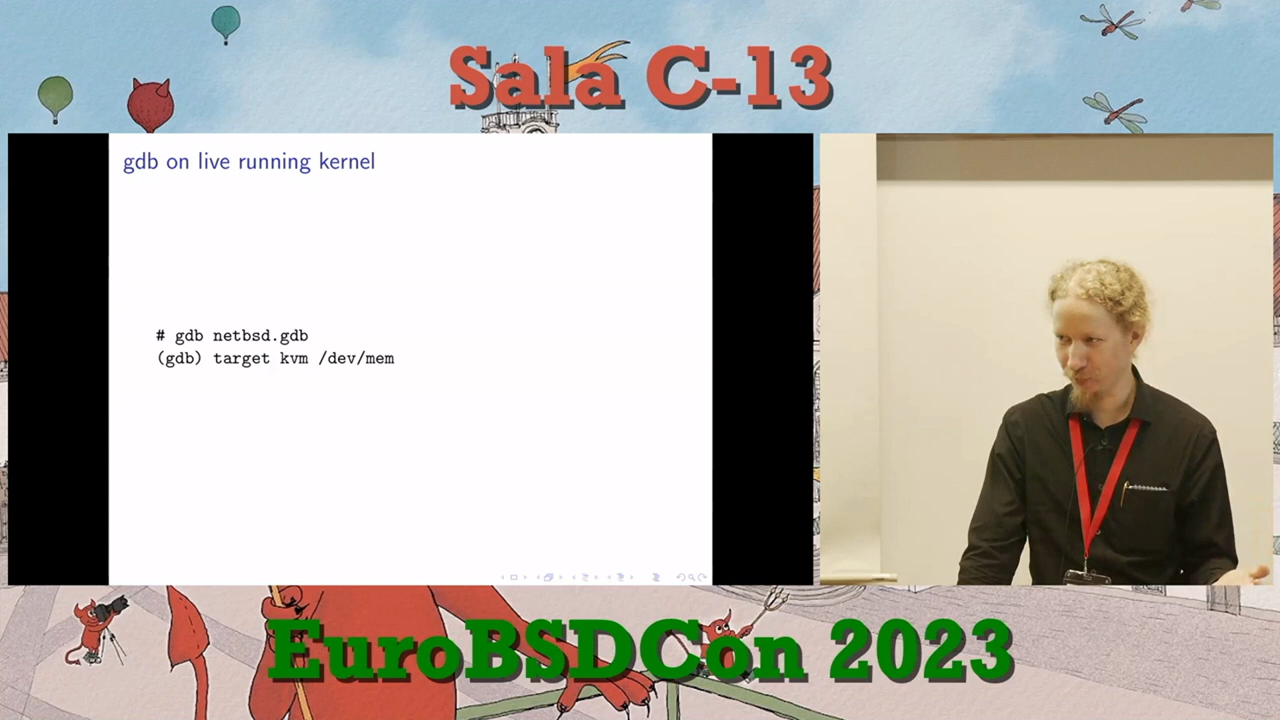 Sala C-13
gdb on live running kernel
# gdb netbsd.gdb
(gdb) target kvm /dev/mem
EuroBSDCon 2023